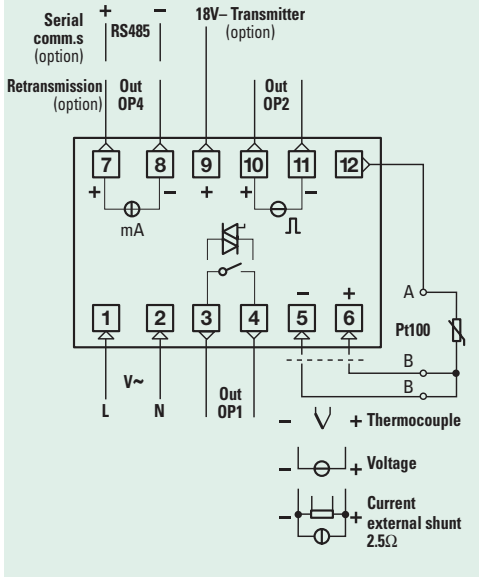 Serial + − 18V– Transmitter
comm.s RS485 (option)
(option)
Retransmission Out Out
(option) OP4 OP2
7 8 9 10 11 12
+ − + + −
mA
A
− +
1 2 3 4 5 6
Pt100
B
V~
B
L N Out
OP1
− + Thermocouple
− + Voltage
− + Current
external shunt
2.5Ω